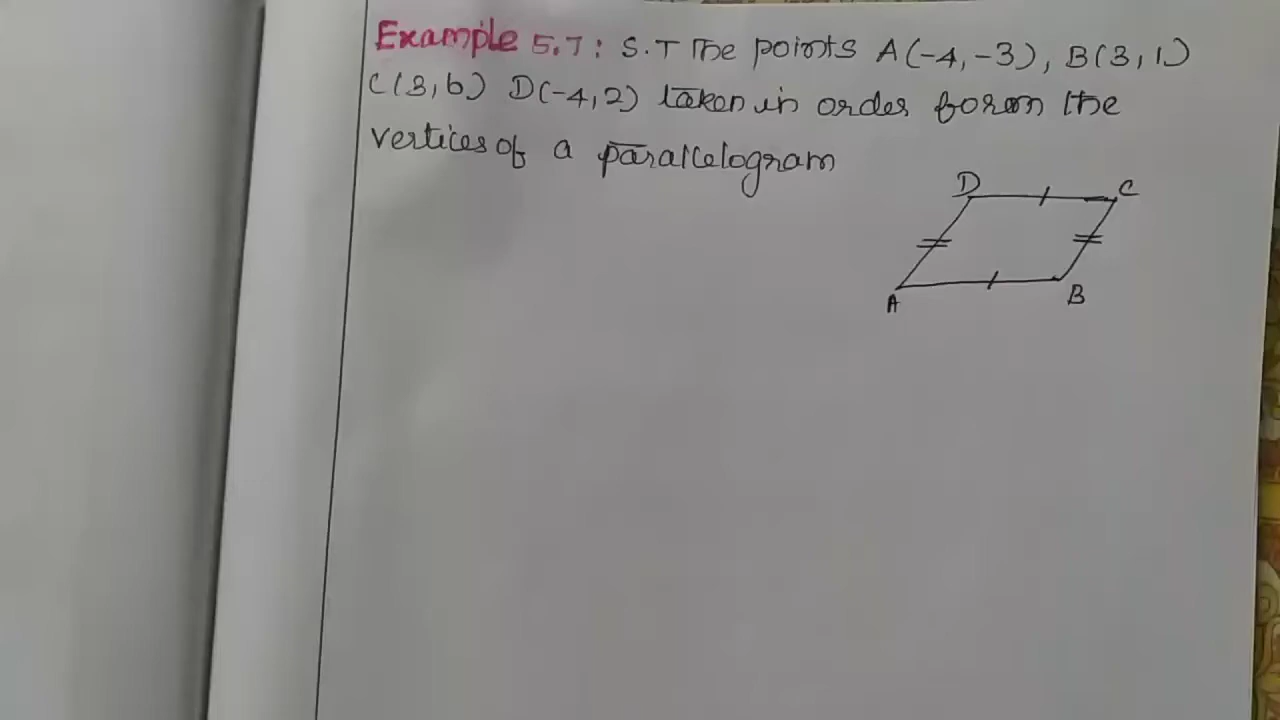 Example 5.7: S.T The points A(-4,-3), B(3,1)
C(3,6) D(-4,2) taken in order form the
vertices of a parallelogram
D C
A B